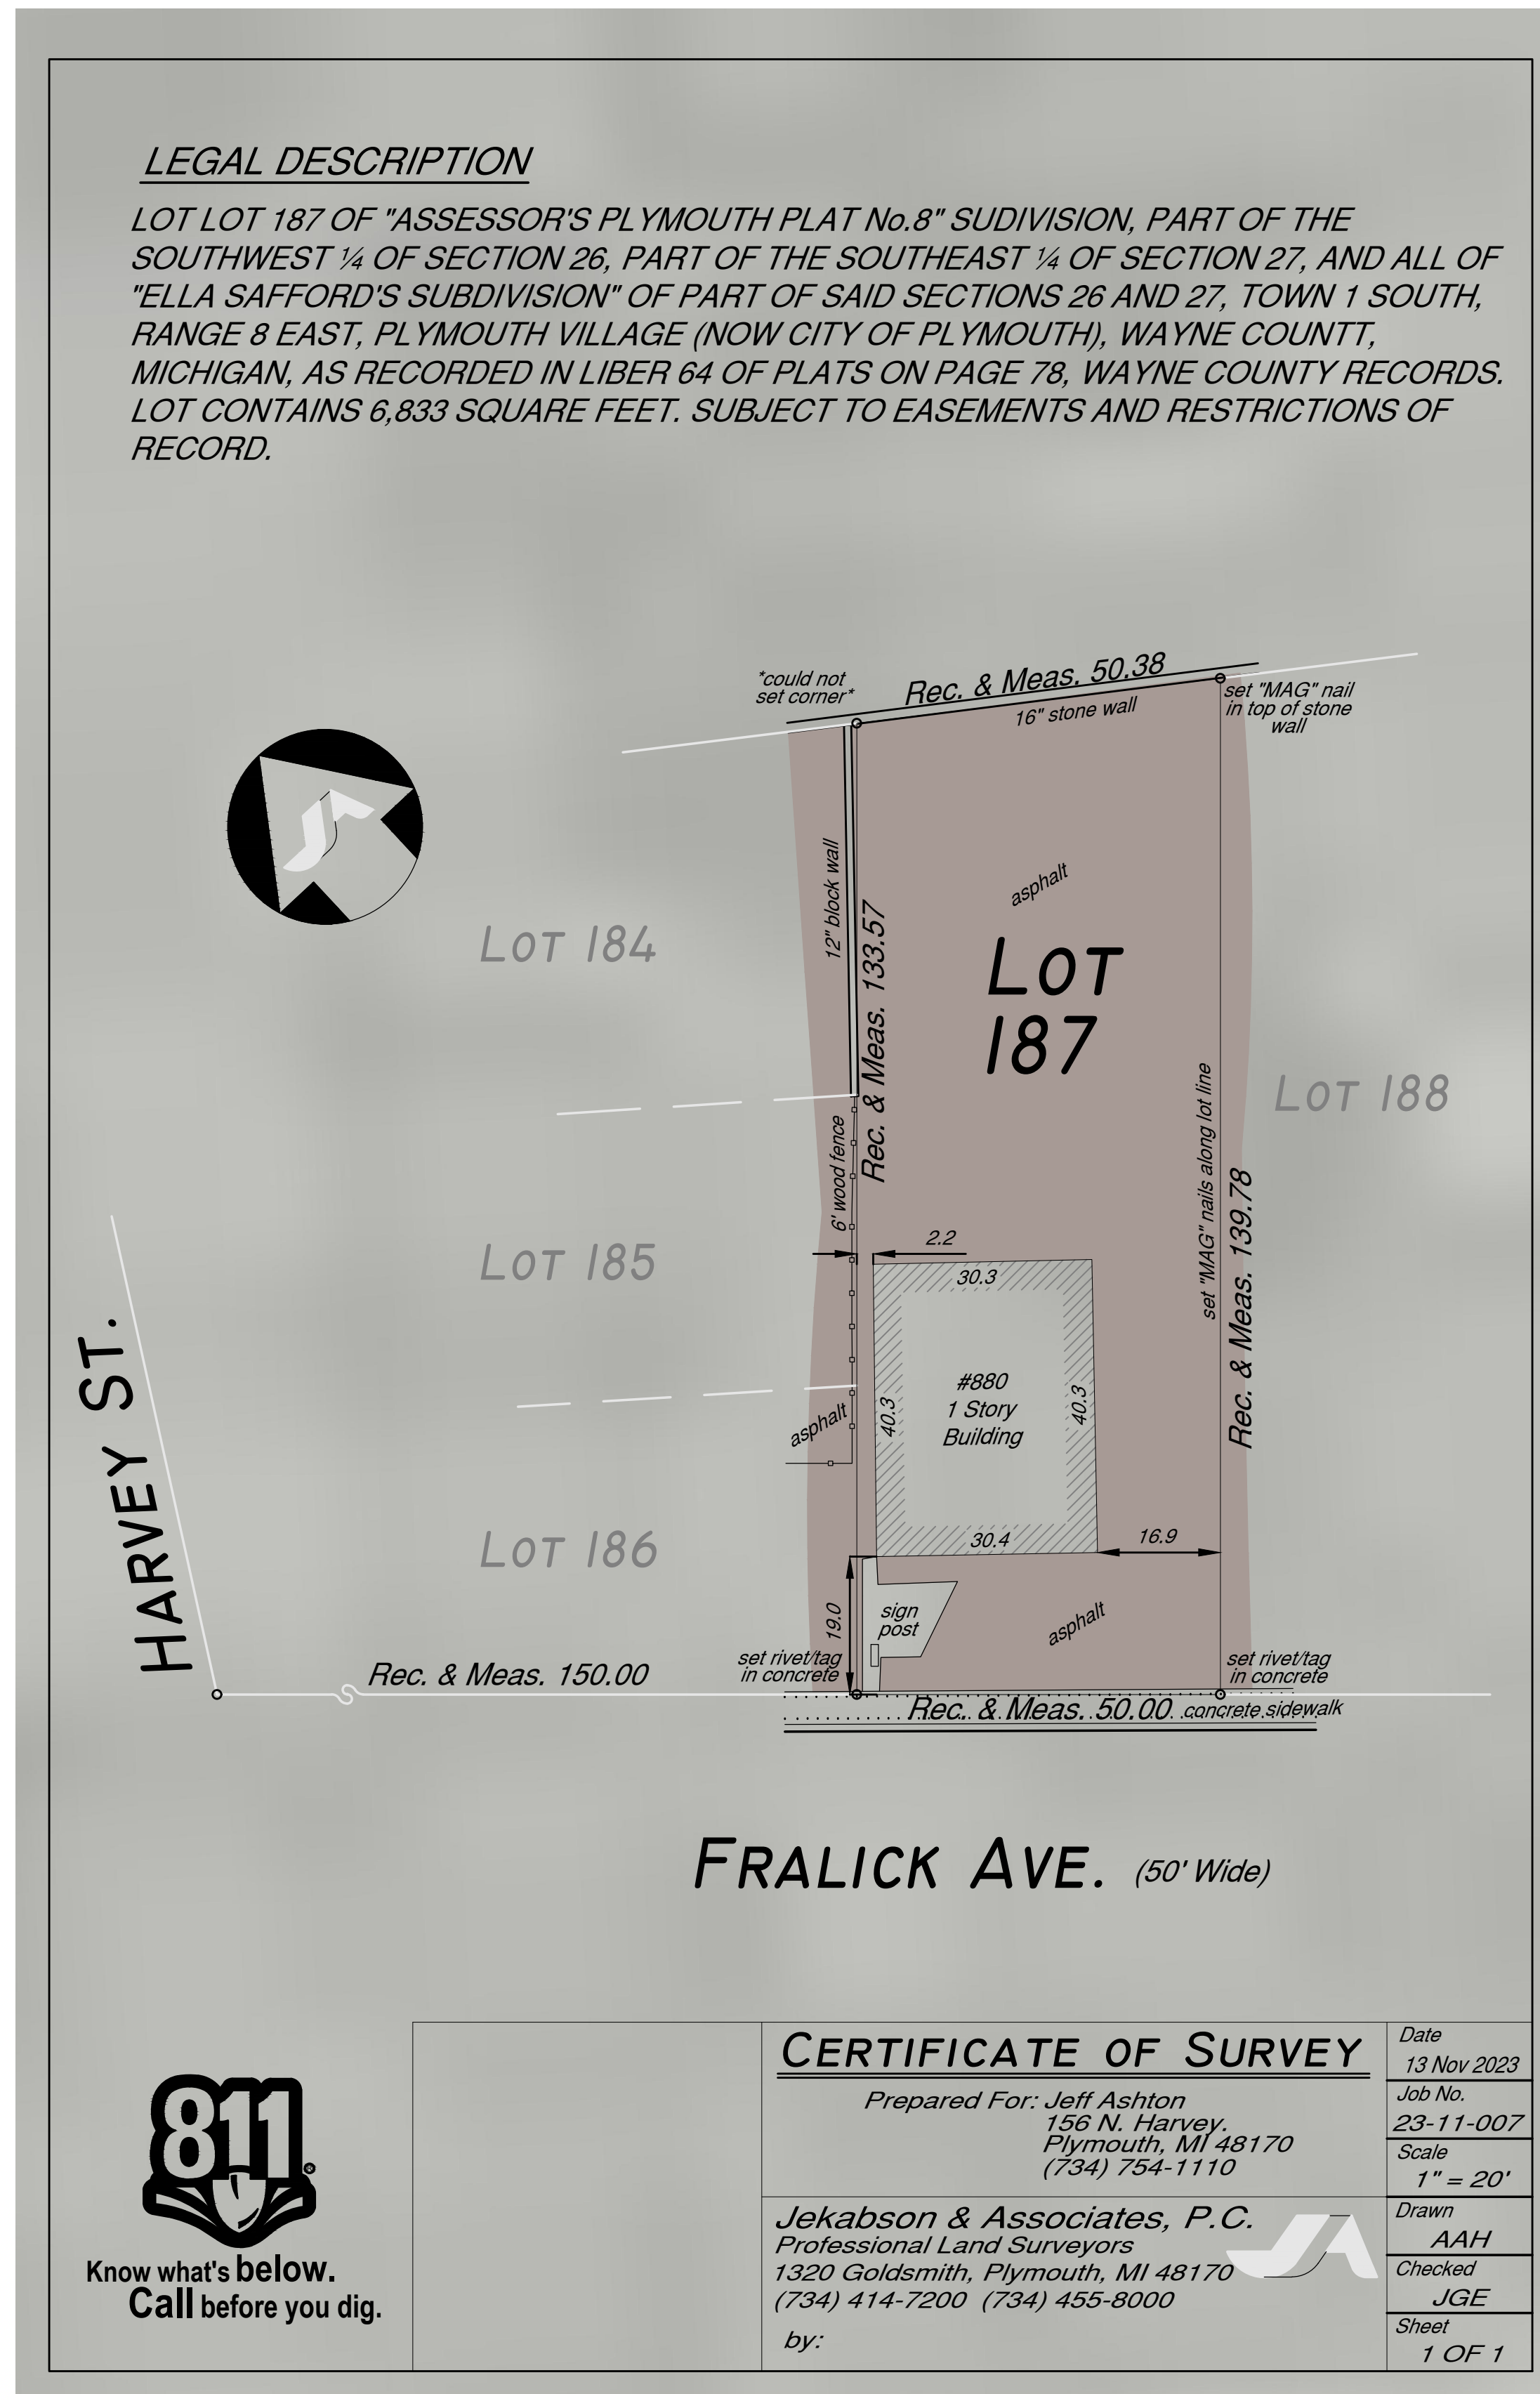 LEGAL DESCRIPTION
LOT LOT 187 OF "ASSESSOR'S PLYMOUTH PLAT No.8" SUDIVISION, PART OF THE
SOUTHWEST ¼ OF SECTION 26, PART OF THE SOUTHEAST ¼ OF SECTION 27, AND ALL OF
"ELLA SAFFORD'S SUBDIVISION" OF PART OF SAID SECTIONS 26 AND 27, TOWN 1 SOUTH,
RANGE 8 EAST, PLYMOUTH VILLAGE (NOW CITY OF PLYMOUTH), WAYNE COUNTT,
MICHIGAN, AS RECORDED IN LIBER 64 OF PLATS ON PAGE 78, WAYNE COUNTY RECORDS.
LOT CONTAINS 6,833 SQUARE FEET. SUBJECT TO EASEMENTS AND RESTRICTIONS OF
RECORD.
*could not
set corner*
Rec. & Meas. 50.38
16" stone wall
set "MAG" nail
in top of stone
wall
12" block wall
Rec. & Meas. 133.57
asphalt
LOT 184
LOT
187
LOT 188
6' wood fence
set "MAG" nails along lot line
Rec. & Meas. 139.78
LOT 185
2.2
30.3
HARVEY ST.
#880
1 Story
Building
40.3
40.3
asphalt
30.4
16.9
LOT 186
19.0
sign
post
asphalt
set rivet/tag
in concrete
set rivet/tag
in concrete
Rec. & Meas. 150.00
Rec. & Meas. 50.00
concrete sidewalk
FRALICK AVE. (50' Wide)
811
Know what's below.
Call before you dig.
CERTIFICATE OF SURVEY
Prepared For: Jeff Ashton
156 N. Harvey.
Plymouth, MI 48170
(734) 754-1110
Jekabson & Associates, P.C.
Professional Land Surveyors
1320 Goldsmith, Plymouth, MI 48170
(734) 414-7200 (734) 455-8000
by:
Date
13 Nov 2023
Job No.
23-11-007
Scale
1" = 20'
Drawn
AAH
Checked
JGE
Sheet
1 OF 1